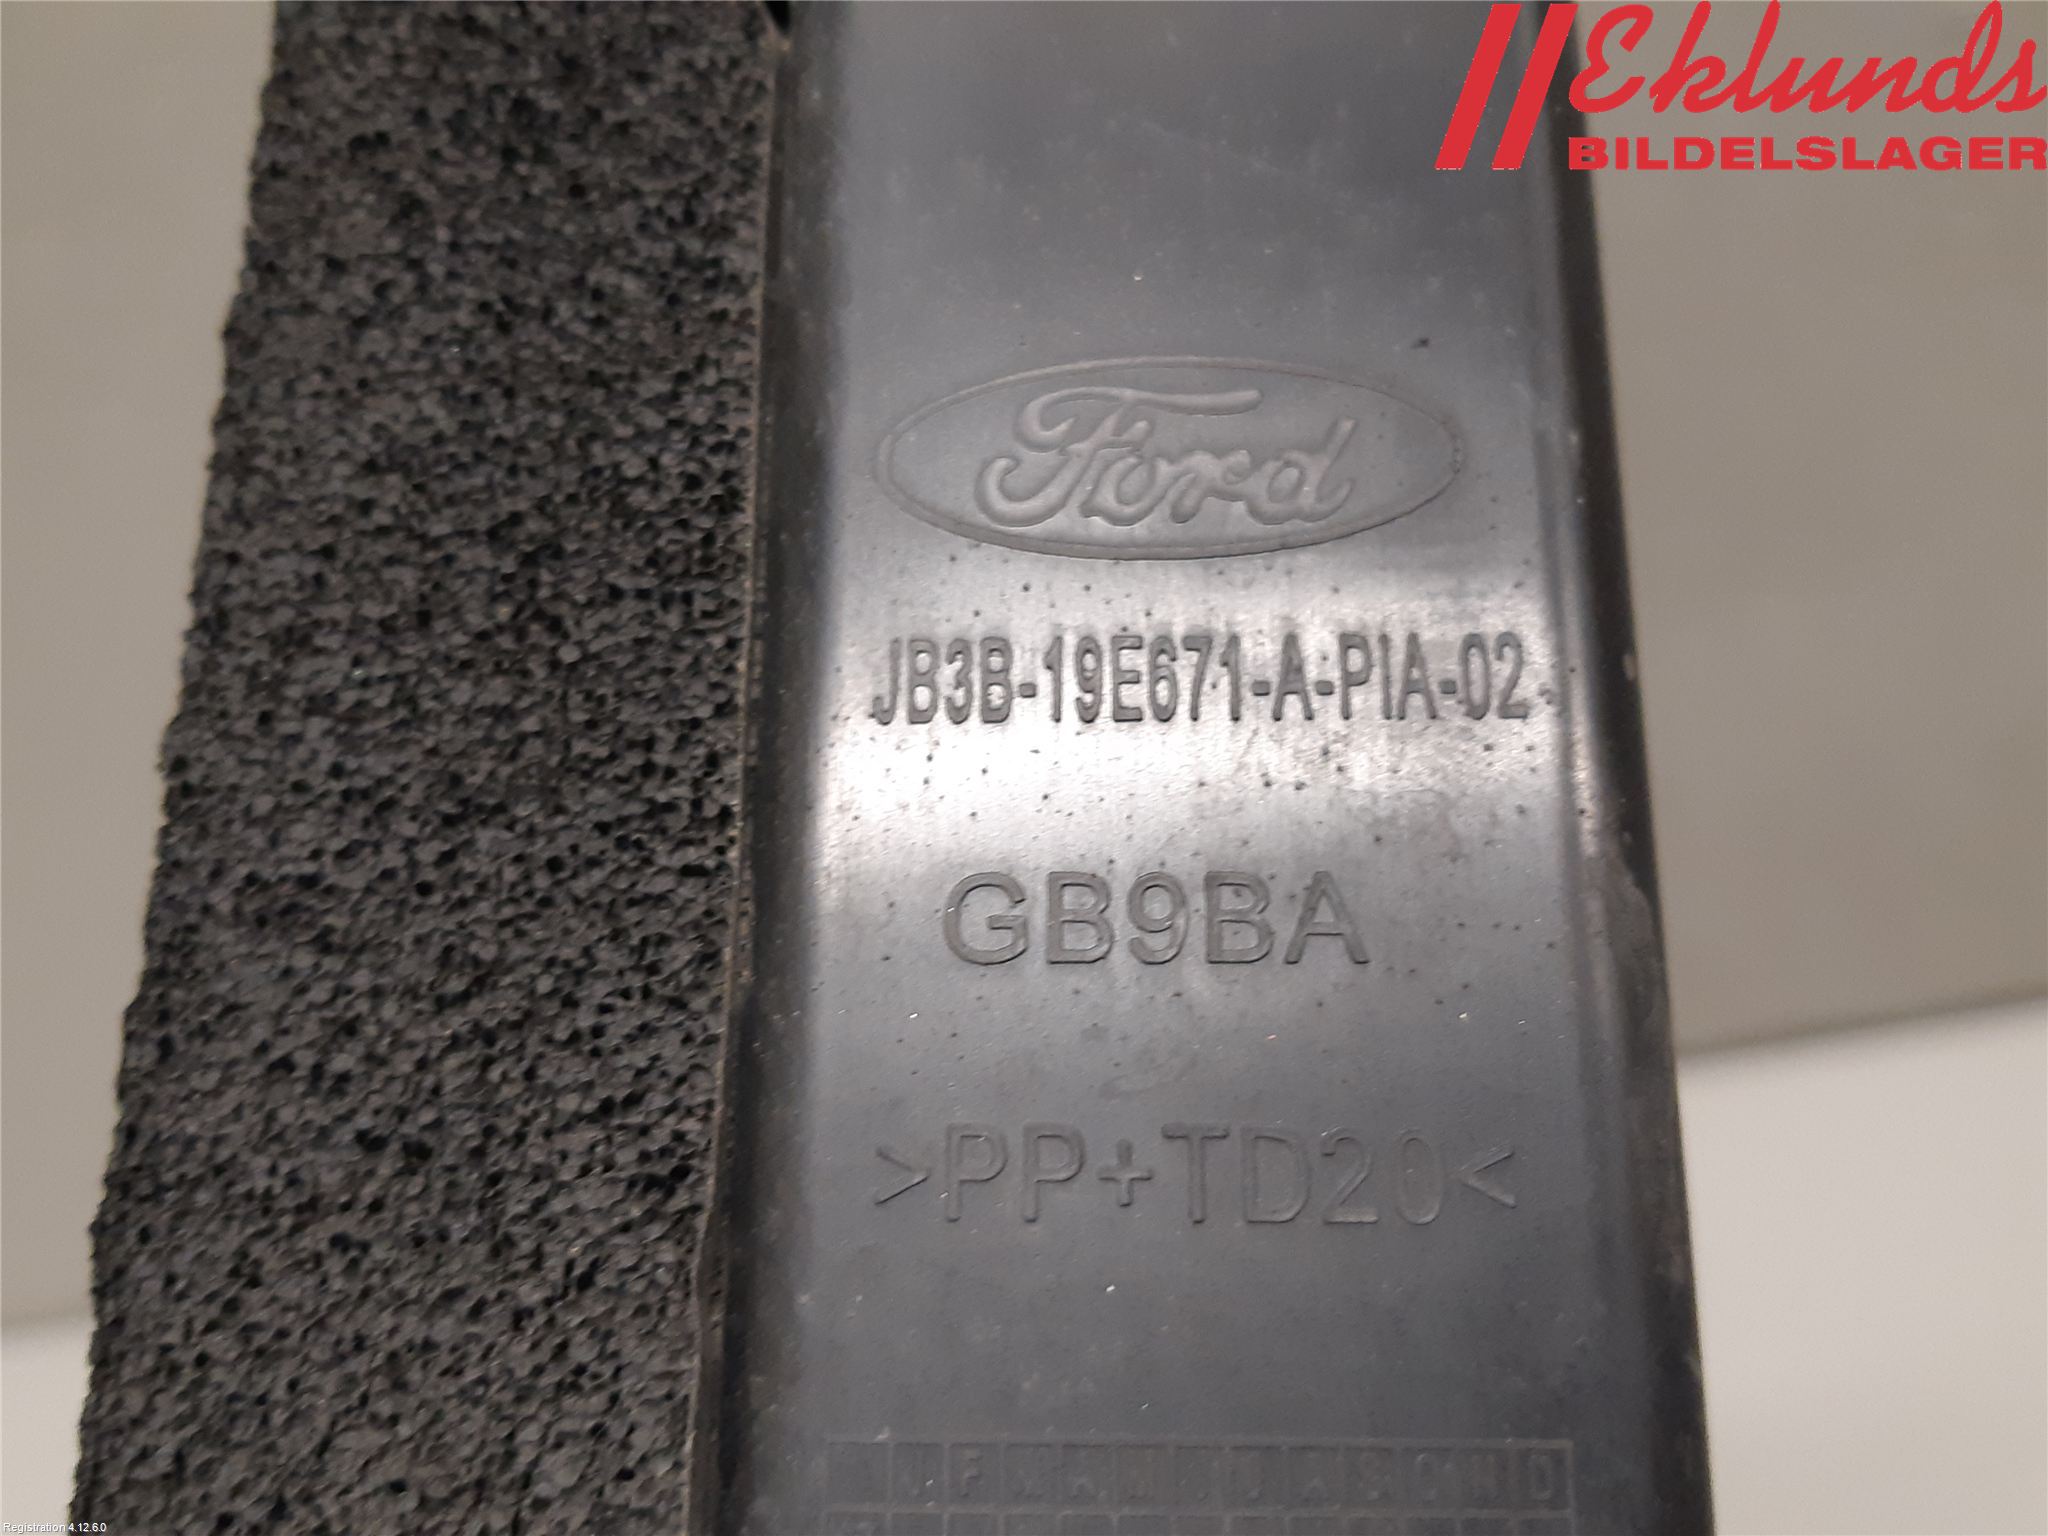 Eklunds
BILDELSLAGER
Ford
JB3B-19E671-A-PIA-02
GB9BA
>PP+TD20<
J F M A M J J A S O N D
Registration 4.12.6.0